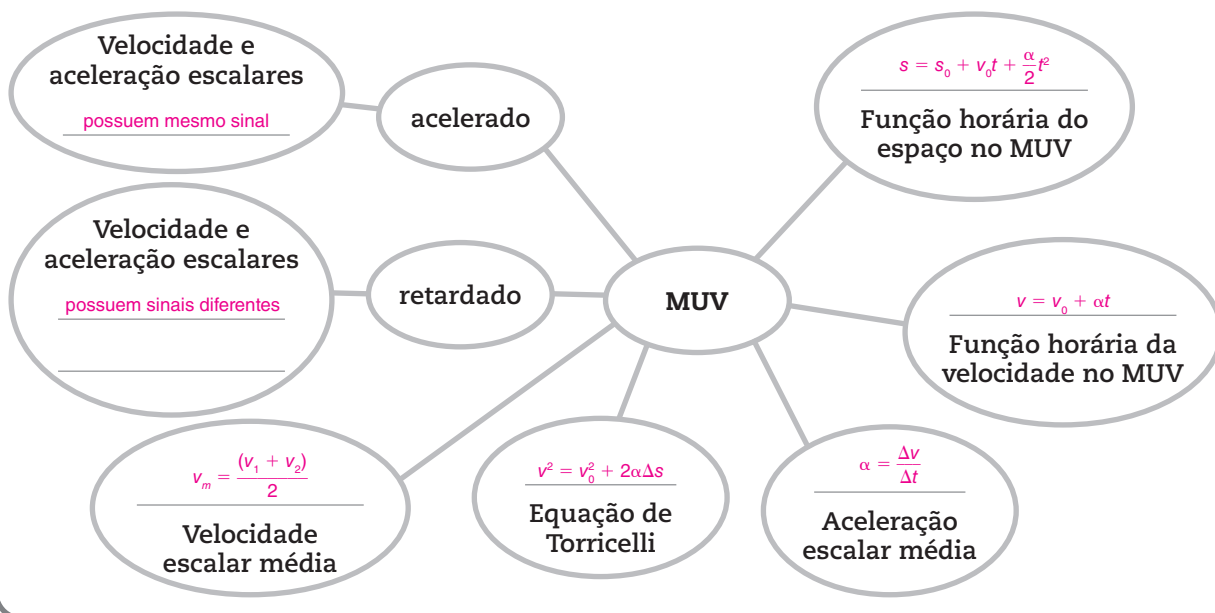 Velocidade e
aceleração escalares
possuem mesmo sinal
acelerado
s = s₀ + v₀t + α/2 t²
Função horária do
espaço no MUV
Velocidade e
aceleração escalares
possuem sinais diferentes
retardado
MUV
v = v₀ + αt
Função horária da
velocidade no MUV
vₘ = (v₁ + v₂)/2
Velocidade
escalar média
v² = v₀² + 2αΔs
Equação de
Torricelli
α = Δv/Δt
Aceleração
escalar média